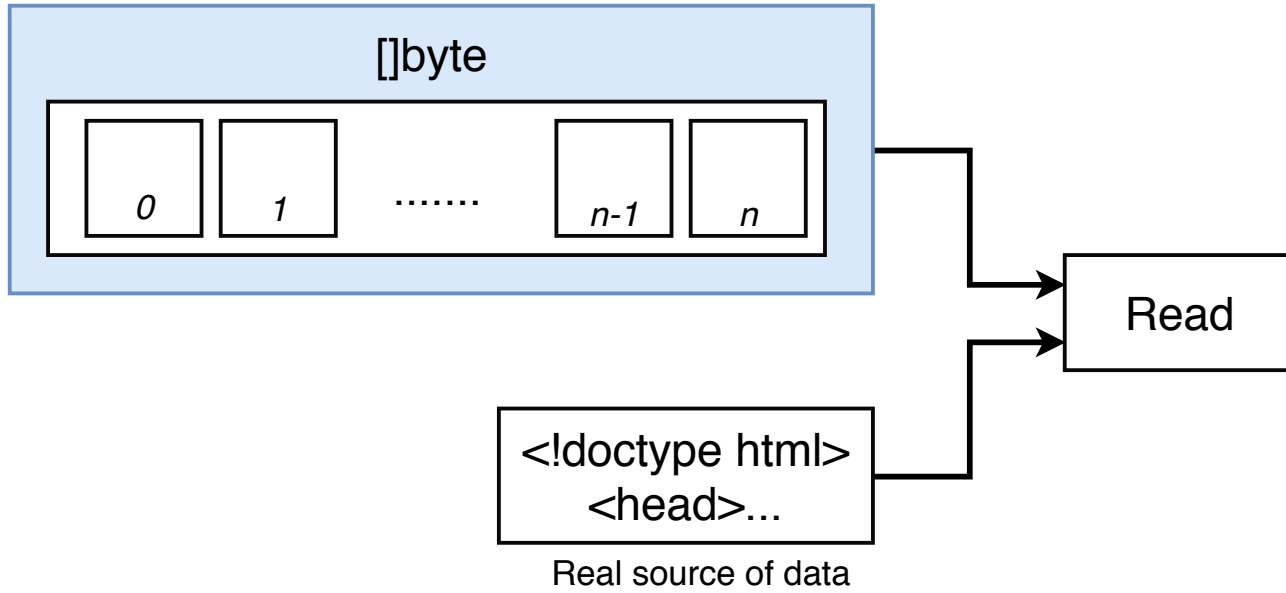 []byte
0 1 ....... n-1 n
Read
<!doctype html>
<head>...
Real source of data